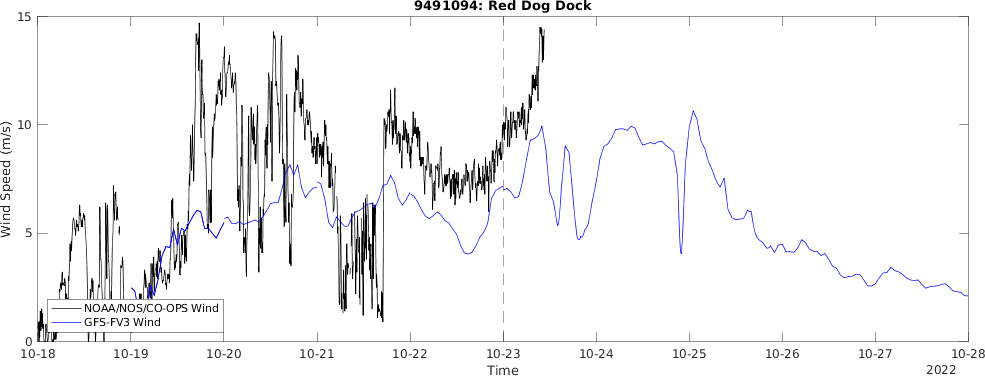 9491094: Red Dog Dock
Wind Speed (m/s)
15
10
5
0
NOAA/NOS/CO-OPS Wind
GFS-FV3 Wind
10-18 10-19 10-20 10-21 10-22 10-23 10-24 10-25 10-26 10-27 10-28
Time
2022